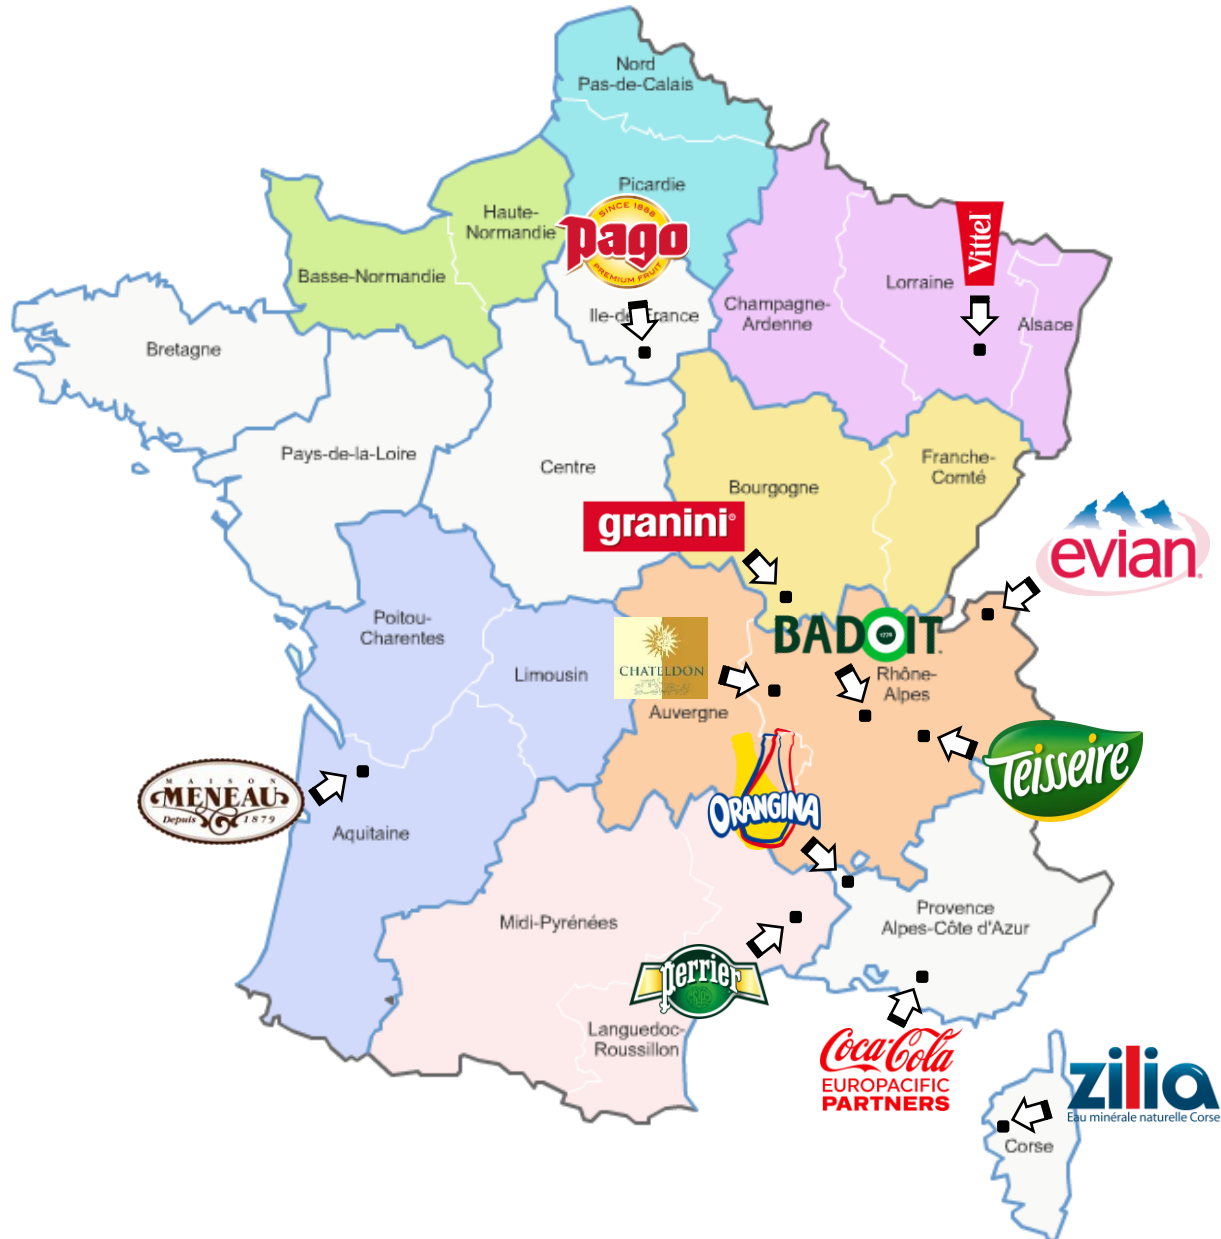 Nord
Pas-de-Calais
Picardie
SINCE 1888
pago
PREMIUM FRUIT
Haute-
Normandie
Basse-Normandie
Ile-de-France
Champagne-
Ardenne
Lorraine
Vittel
Alsace
Bretagne
Pays-de-la-Loire
Centre
Bourgogne
Franche-
Comté
granini
evian
Poitou-
Charentes
Limousin
CHATELDON
Auvergne
BADOIT
Rhône-
Alpes
Teisseire
ORANGINA
MAISON
MENEAU
Depuis 1879
Aquitaine
Midi-Pyrénées
Provence
Alpes-Côte d'Azur
perrier
Languedoc-
Roussillon
Coca-Cola
EUROPACIFIC
PARTNERS
zilia
Eau minérale naturelle Corse
Corse